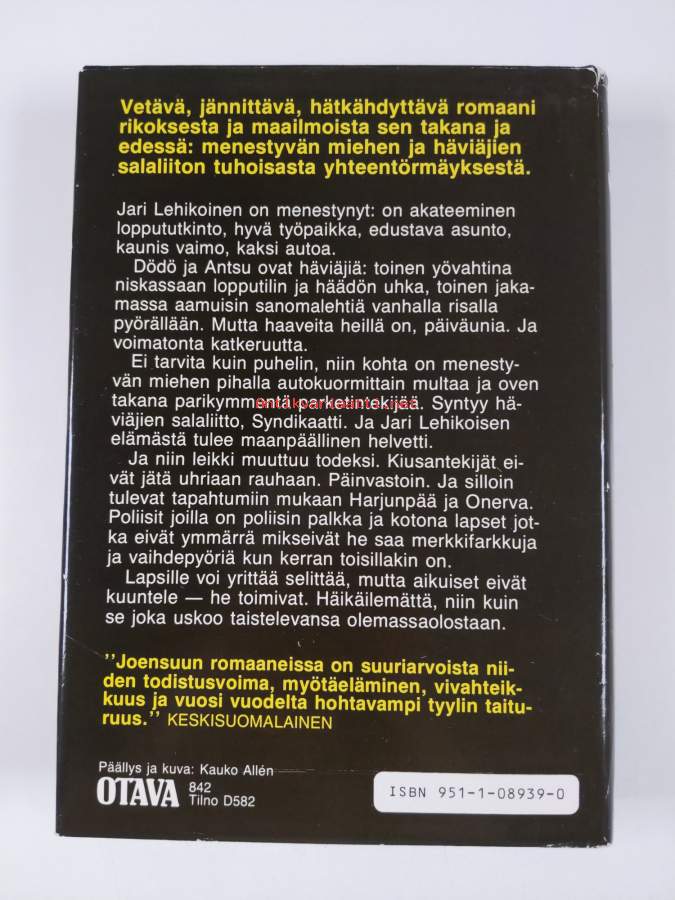 Vetävä, jännittävä, hätkähdyttävä romaani
rikoksesta ja maailmoista sen takana ja
edessä: menestyvän miehen ja häviäjien
salaliiton tuhoisasta yhteentörmäyksestä.
Jari Lehikoinen on menestynyt: on akateeminen
loppututkinto, hyvä työpaikka, edustava asunto,
kaunis vaimo, kaksi autoa.
Dödö ja Antsu ovat häviäjiä: toinen yövahtina
niskassaan lopputilin ja häädön uhka, toinen jaka-
massa aamuisin sanomalehtiä vanhalla risalla
pyörällään. Mutta haaveita heillä on, päiväunia. Ja
voimatonta katkeruutta.
Ei tarvita kuin puhelin, niin kohta on menesty-
vän miehen pihalla autokuormittain multaa ja oven
takana parikymmentä parketintekijää. Syntyy hä-
viäjien salaliitto, Syndikaatti. Ja Jari Lehikoisen
elämästä tulee maanpäällinen helvetti.
Ja niin leikki muuttuu todeksi. Kiusantekijät ei-
vät jätä uhriaan rauhaan. Päinvastoin. Ja silloin
tulevat tapahtumiin mukaan Harjunpää ja Onerva.
Poliisit joilla on poliisin palkka ja kotona lapset jot-
ka eivät ymmärrä mikseivät he saa merkkifarkkuja
ja vaihdepyöriä kun kerran toisillakin on.
Lapsille voi yrittää selittää, mutta aikuiset eivät
kuuntele — he toimivat. Häikäilemättä, niin kuin
se joka uskoo taistelevansa olemassaolostaan.
"Joensuun romaaneissa on suuriarvoista nii-
den todistusvoima, myötäeläminen, vivahteik-
kuus ja vuosi vuodelta hohtavampi tyylin taitu-
ruus." KESKISUOMALAINEN
Päällys ja kuva: Kauko Allén
OTAVA 842
Tilno D582
ISBN 951-1-08939-0